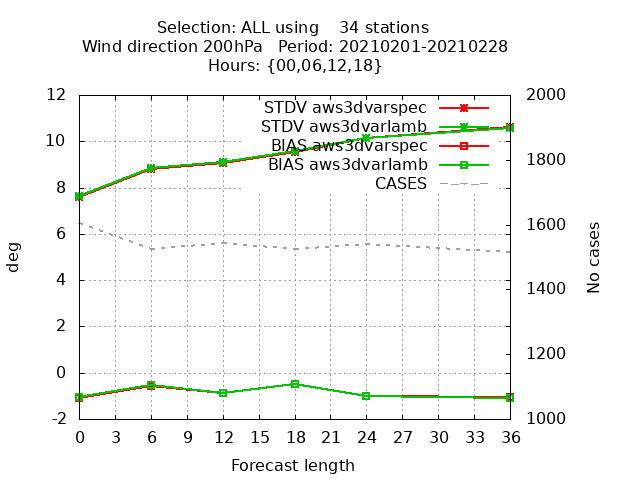 Selection: ALL using    34 stations
Wind direction 200hPa   Period: 20210201-20210228
Hours: {00,06,12,18}
STDV aws3dvarspec
STDV aws3dvarlamb
BIAS aws3dvarspec
BIAS aws3dvarlamb
CASES
12
10
8
6
4
2
0
-2
deg
2000
1800
1600
1400
1200
1000
No cases
0 3 6 9 12 15 18 21 24 27 30 33 36
Forecast length